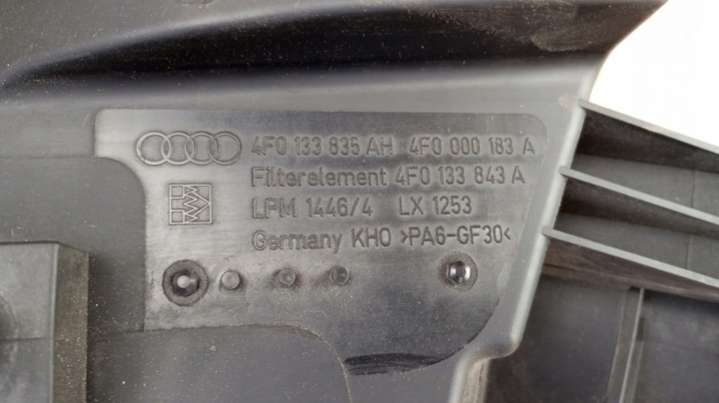 4F0 133 835 AH 4F0 000 183 A
Filterelement 4F0 133 843 A
LPM 1446/4 LX 1253
Germany KHO >PA6-GF30<